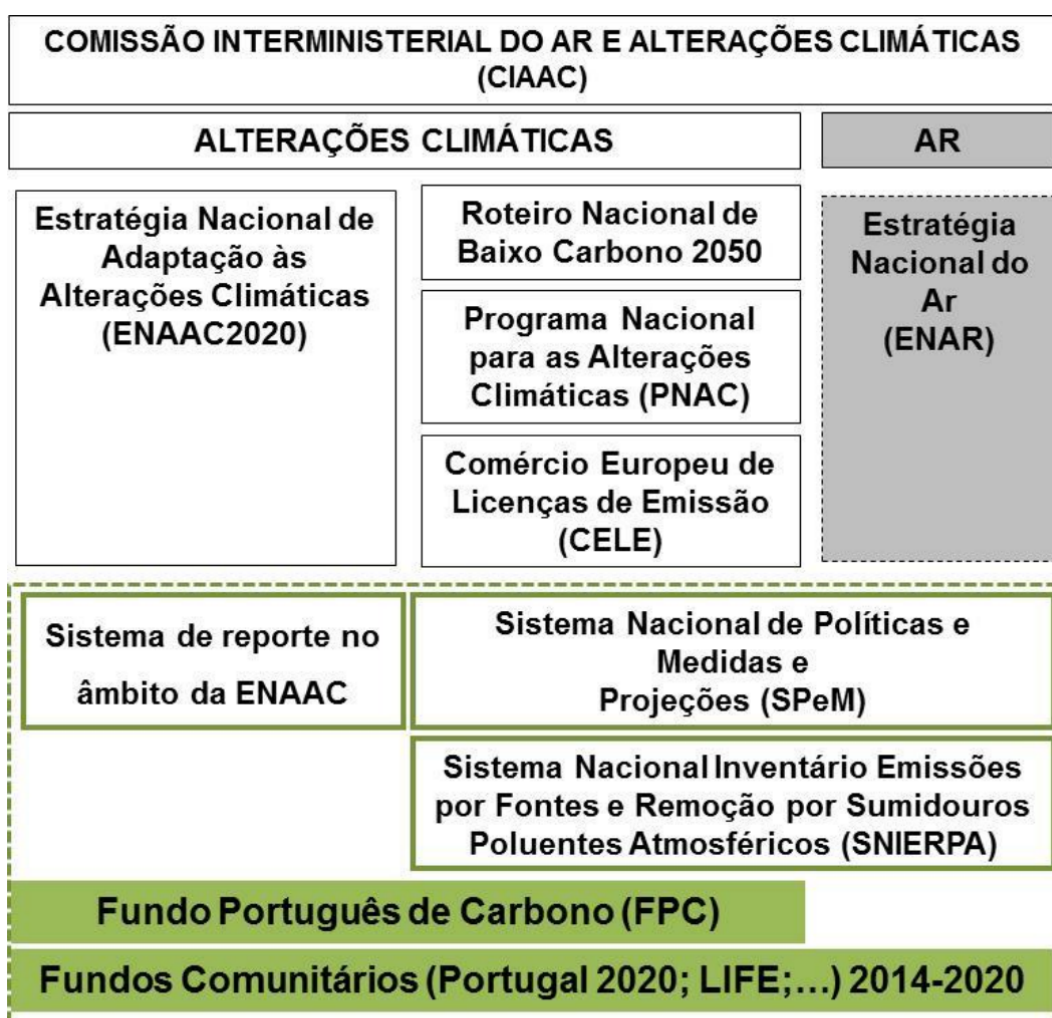 COMISSÃO INTERMINISTERIAL DO AR E ALTERAÇÕES CLIMÁTICAS
(CIAAC)
ALTERAÇÕES CLIMÁTICAS
AR
Estratégia Nacional de
Adaptação às
Alterações Climáticas
(ENAAC2020)
Roteiro Nacional de
Baixo Carbono 2050
Programa Nacional
para as Alterações
Climáticas (PNAC)
Comércio Europeu de
Licenças de Emissão
(CELE)
Estratégia
Nacional do
Ar
(ENAR)
Sistema de reporte no
âmbito da ENAAC
Sistema Nacional de Políticas e
Medidas e
Projeções (SPeM)
Sistema Nacional Inventário Emissões
por Fontes e Remoção por Sumidouros
Poluentes Atmosféricos (SNIERPA)
Fundo Português de Carbono (FPC)
Fundos Comunitários (Portugal 2020; LIFE;...) 2014-2020